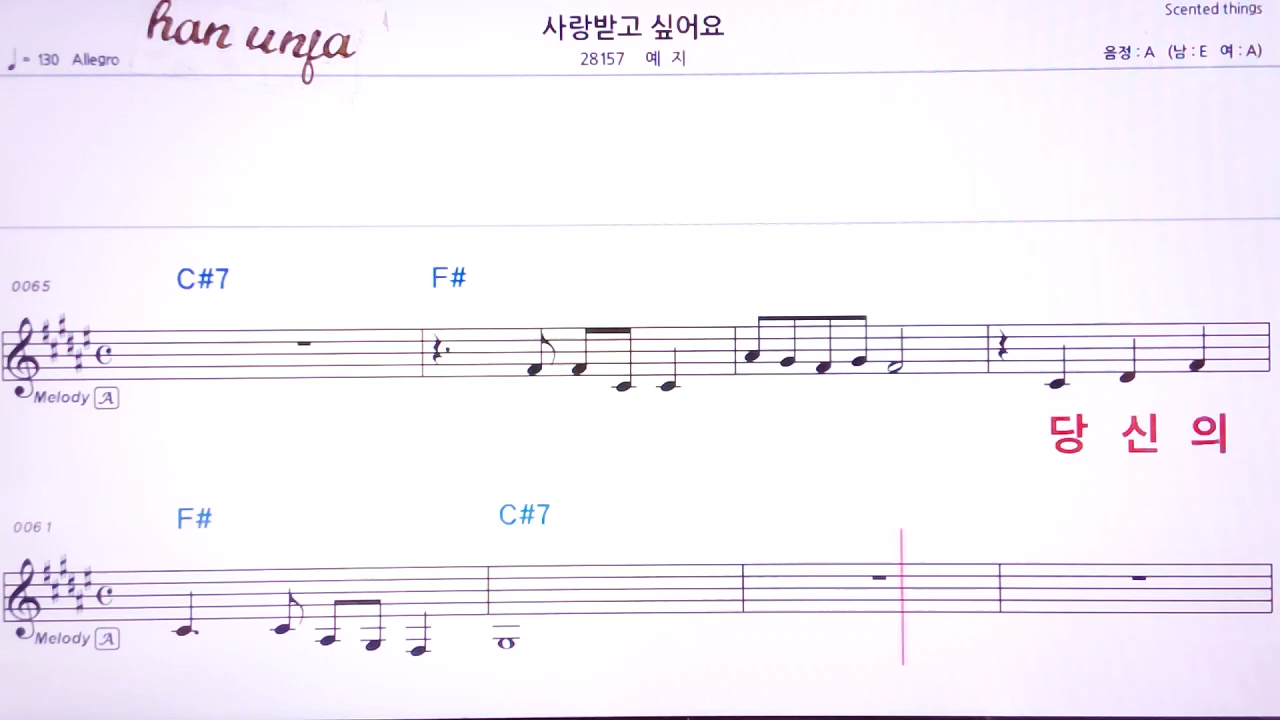 han unja
사랑받고 싶어요
Scented things
♩ = 130 Allegro
28157 예 지
음정 : A (남 : E 여 : A)
C#7 F#
0065
Melody A
당 신 의
F# C#7
0061
Melody A